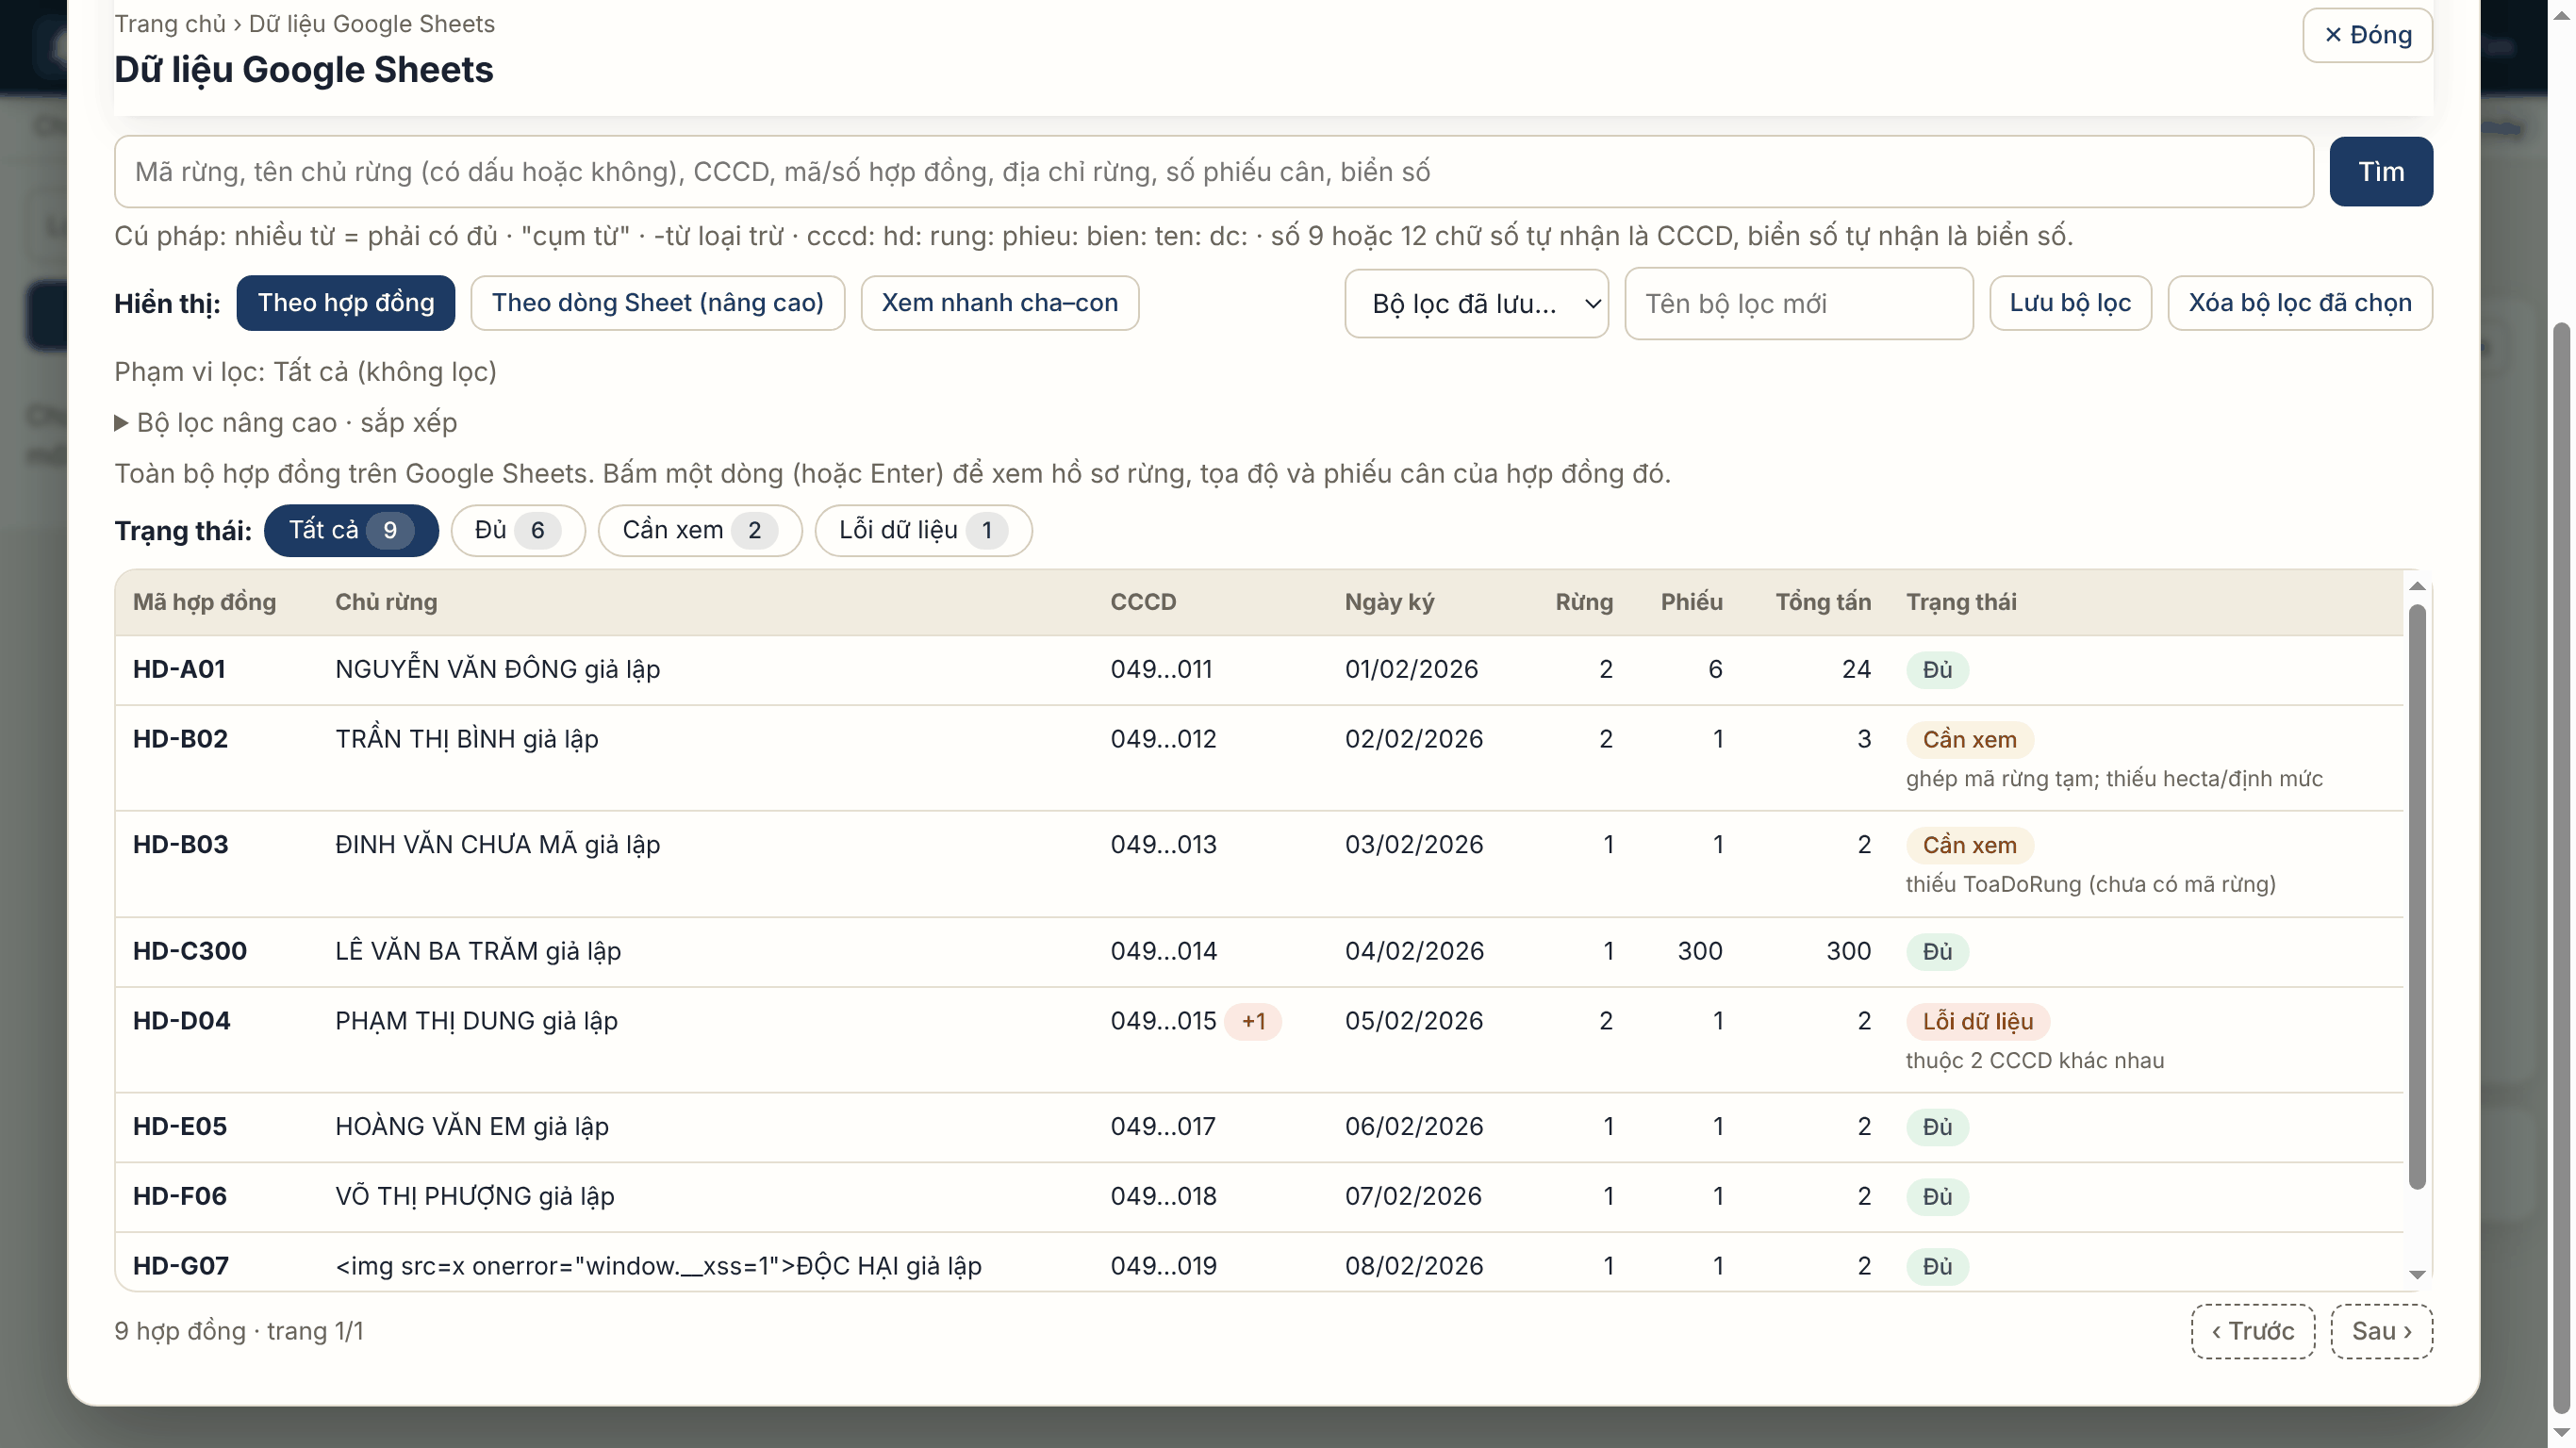 Trang chủ › Dữ liệu Google Sheets
Dữ liệu Google Sheets
✕ Đóng
Mã rừng, tên chủ rừng (có dấu hoặc không), CCCD, mã/số hợp đồng, địa chỉ rừng, số phiếu cân, biển số
Tìm
Cú pháp: nhiều từ = phải có đủ · "cụm từ" · -từ loại trừ · cccd: hd: rung: phieu: bien: ten: dc: · số 9 hoặc 12 chữ số tự nhận là CCCD, biển số tự nhận là biển số.
Hiển thị: Theo hợp đồng Theo dòng Sheet (nâng cao) Xem nhanh cha–con Bộ lọc đã lưu... Tên bộ lọc mới Lưu bộ lọc Xóa bộ lọc đã chọn
Phạm vi lọc: Tất cả (không lọc)
▶ Bộ lọc nâng cao · sắp xếp
Toàn bộ hợp đồng trên Google Sheets. Bấm một dòng (hoặc Enter) để xem hồ sơ rừng, tọa độ và phiếu cân của hợp đồng đó.
Trạng thái: Tất cả 9 Đủ 6 Cần xem 2 Lỗi dữ liệu 1
Mã hợp đồng Chủ rừng CCCD Ngày ký Rừng Phiếu Tổng tấn Trạng thái
HD-A01 NGUYỄN VĂN ĐÔNG giả lập 049...011 01/02/2026 2 6 24 Đủ
HD-B02 TRẦN THỊ BÌNH giả lập 049...012 02/02/2026 2 1 3 Cần xem
ghép mã rừng tạm; thiếu hecta/định mức
HD-B03 ĐINH VĂN CHƯA MÃ giả lập 049...013 03/02/2026 1 1 2 Cần xem
thiếu ToaDoRung (chưa có mã rừng)
HD-C300 LÊ VĂN BA TRĂM giả lập 049...014 04/02/2026 1 300 300 Đủ
HD-D04 PHẠM THỊ DUNG giả lập 049...015 +1 05/02/2026 2 1 2 Lỗi dữ liệu
thuộc 2 CCCD khác nhau
HD-E05 HOÀNG VĂN EM giả lập 049...017 06/02/2026 1 1 2 Đủ
HD-F06 VÕ THỊ PHƯỢNG giả lập 049...018 07/02/2026 1 1 2 Đủ
HD-G07 <img src=x onerror="window.__xss=1">ĐỘC HẠI giả lập 049...019 08/02/2026 1 1 2 Đủ
9 hợp đồng · trang 1/1
‹ Trước Sau ›